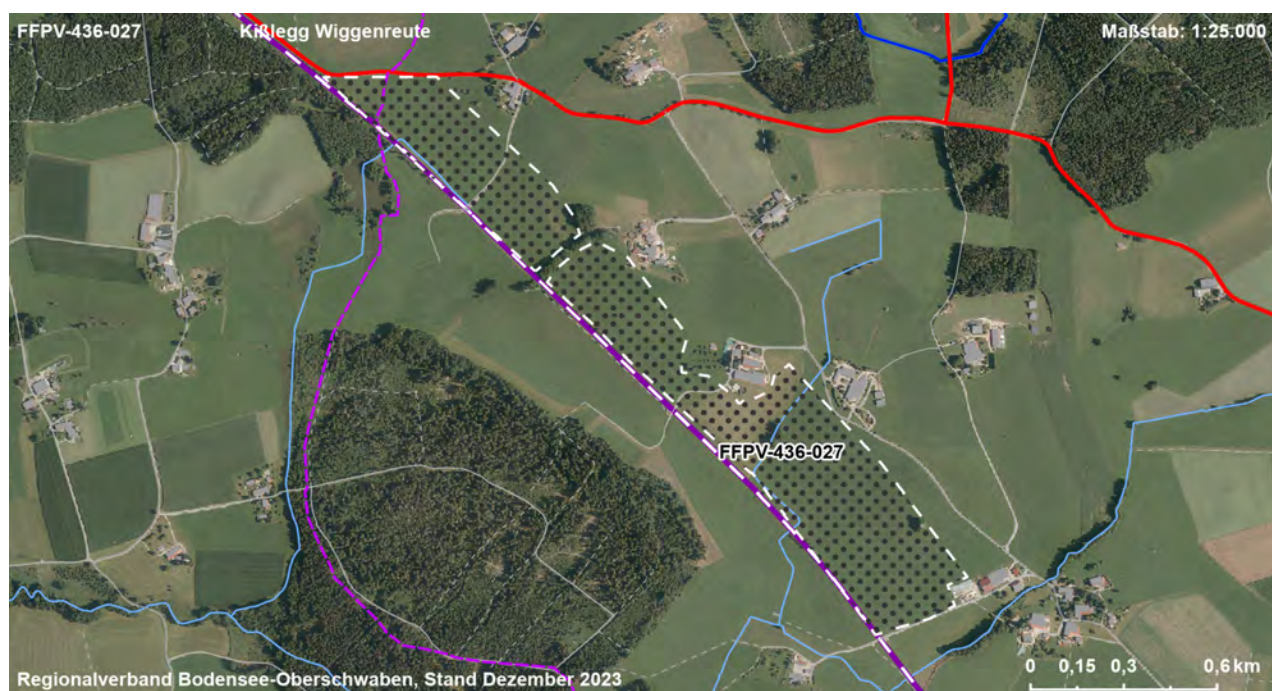 FFPV-436-027 Kißlegg Wiggenreute Maßstab: 1:25.000
FFPV-436-027
0 0,15 0,3 0,6 km
Regionalverband Bodensee-Oberschwaben, Stand Dezember 2023